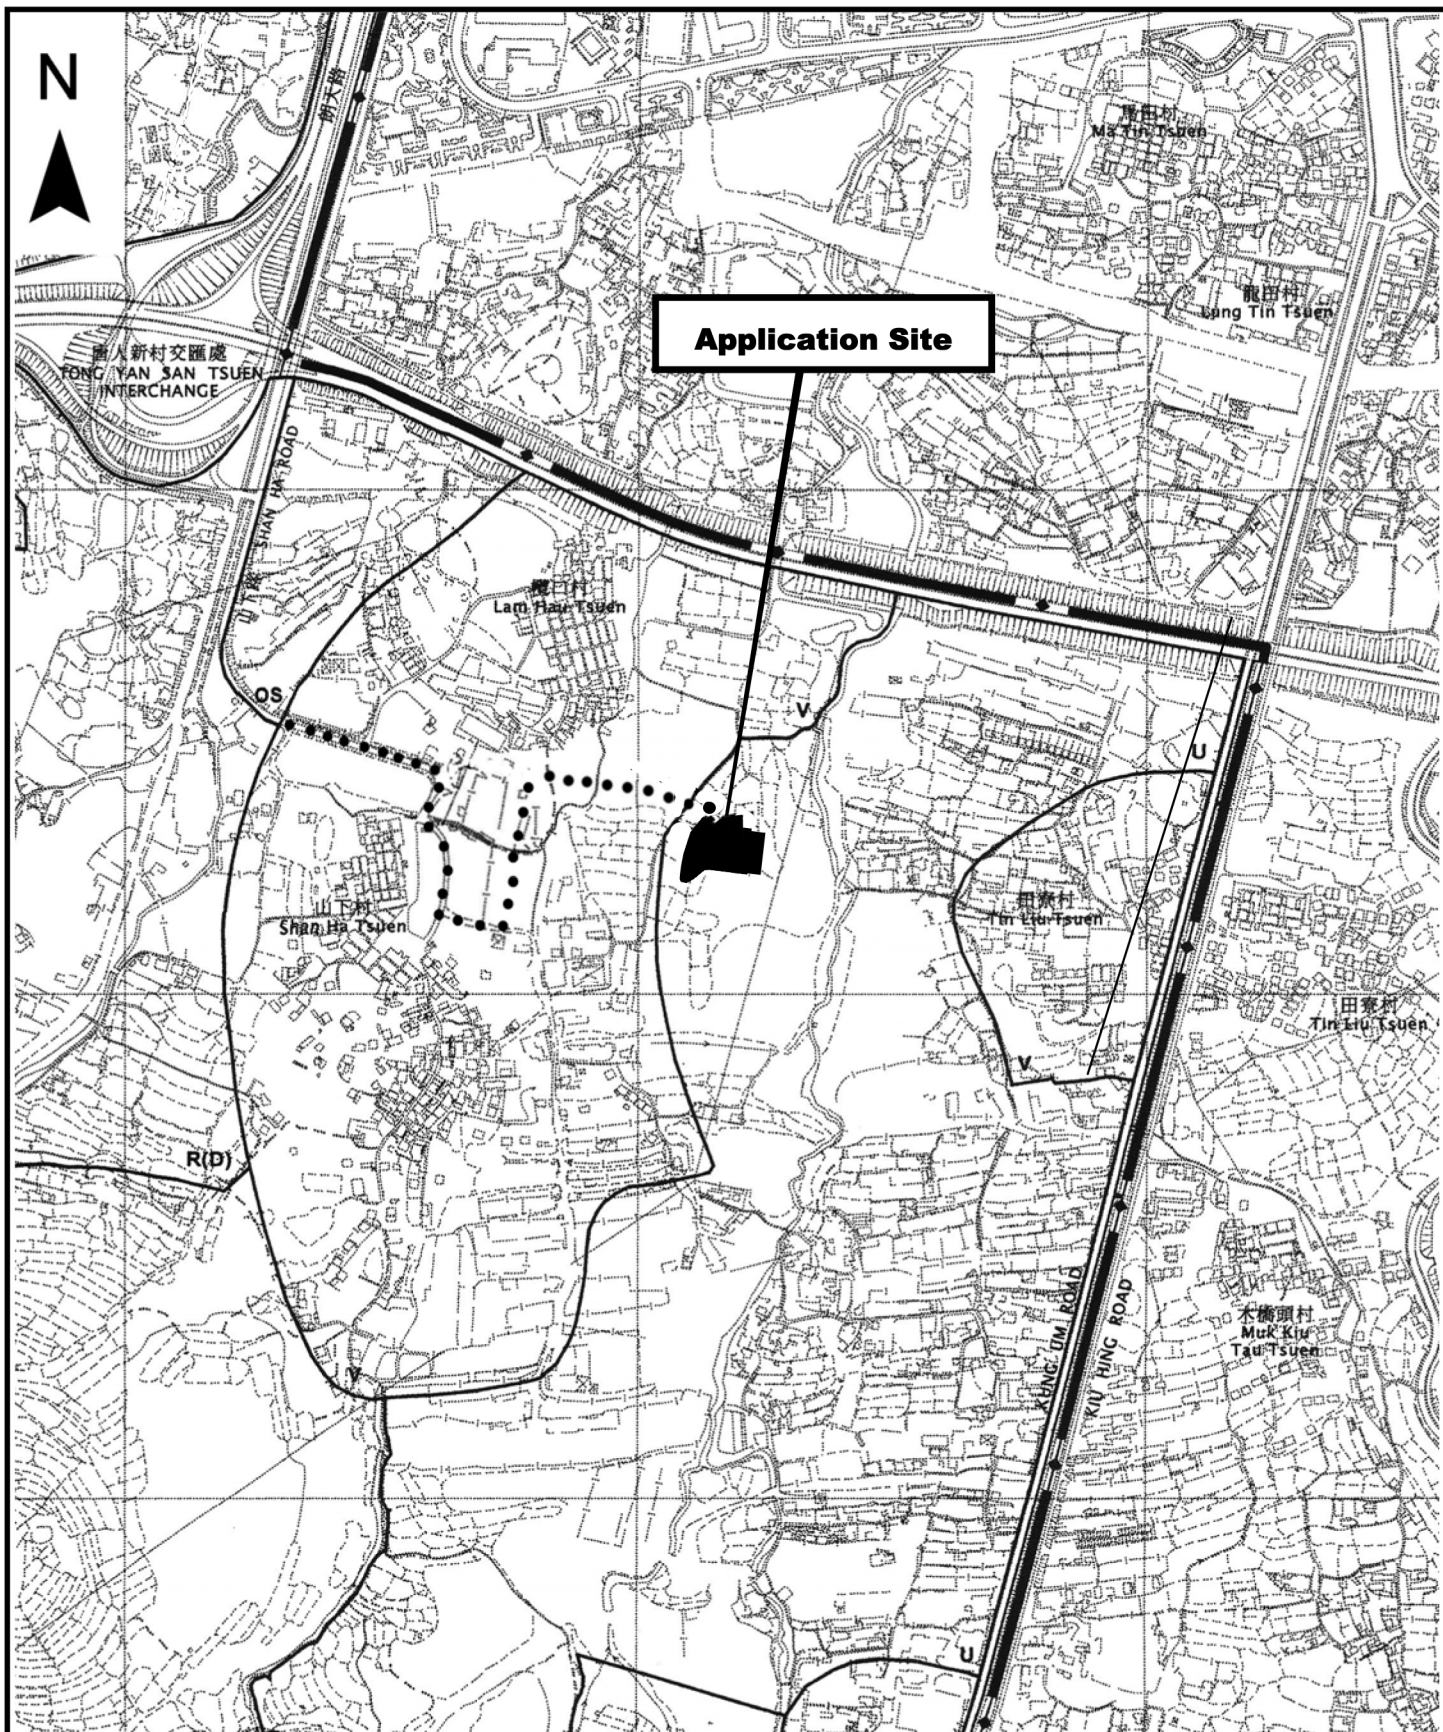 N
朗天路
馬田村
Ma Tin Tsuen
龍田村
Lung Tin Tsuen
Application Site
唐人新村交匯處
TONG YAN SAN TSUEN
INTERCHANGE
山下路 SHAN HA ROAD
欖口村
Lam Hau Tsuen
OS
V
U
田寮村
Tin Liu Tsuen
山下村
Shan Ha Tsuen
田寮村
Tin Liu Tsuen
V
R(D)
KUNG UM ROAD
KIU HING ROAD
木橋頭村
Muk Kiu
Tau Tsuen
V
U